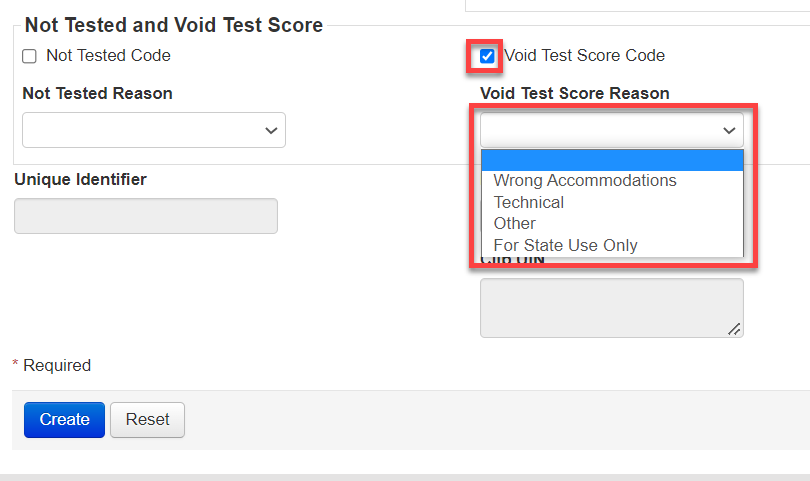 Not Tested and Void Test Score
Not Tested Code
Void Test Score Code
Not Tested Reason
Void Test Score Reason
Unique Identifier
Wrong Accommodations
Technical
Other
For State Use Only
UIN
* Required
Create
Reset